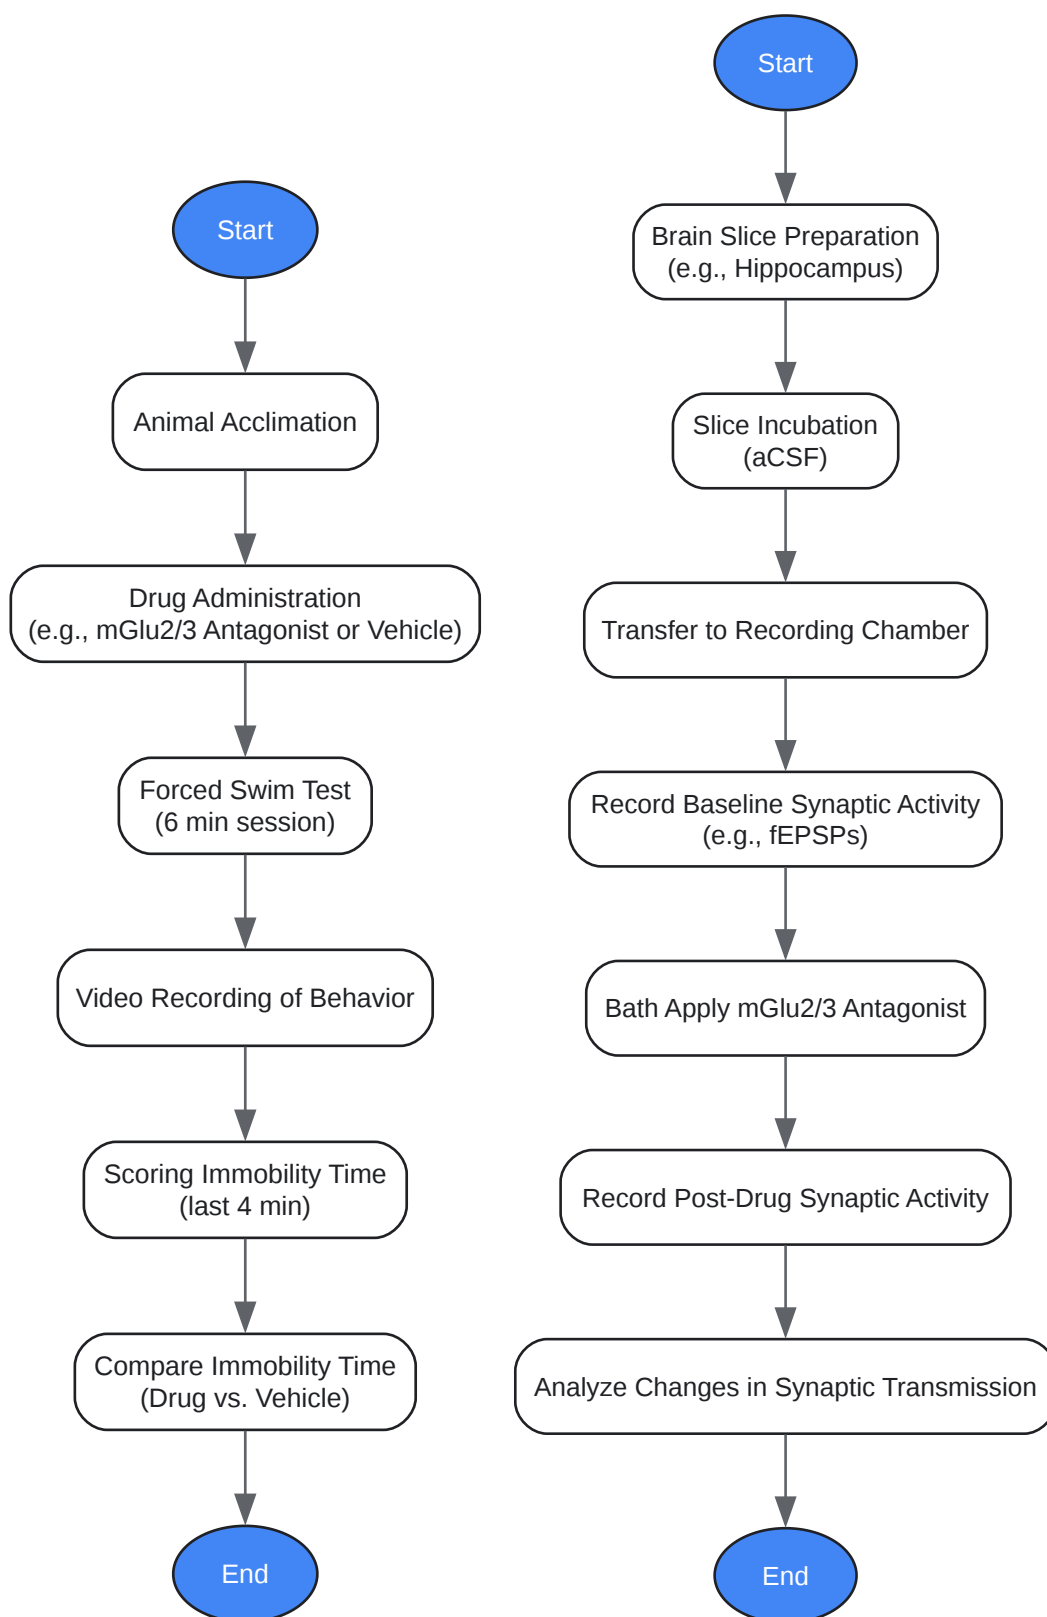 Start
Animal Acclimation
Drug Administration
(e.g., mGlu2/3 Antagonist or Vehicle)
Forced Swim Test
(6 min session)
Video Recording of Behavior
Scoring Immobility Time
(last 4 min)
Compare Immobility Time
(Drug vs. Vehicle)
End
Start
Brain Slice Preparation
(e.g., Hippocampus)
Slice Incubation
(aCSF)
Transfer to Recording Chamber
Record Baseline Synaptic Activity
(e.g., fEPSPs)
Bath Apply mGlu2/3 Antagonist
Record Post-Drug Synaptic Activity
Analyze Changes in Synaptic Transmission
End